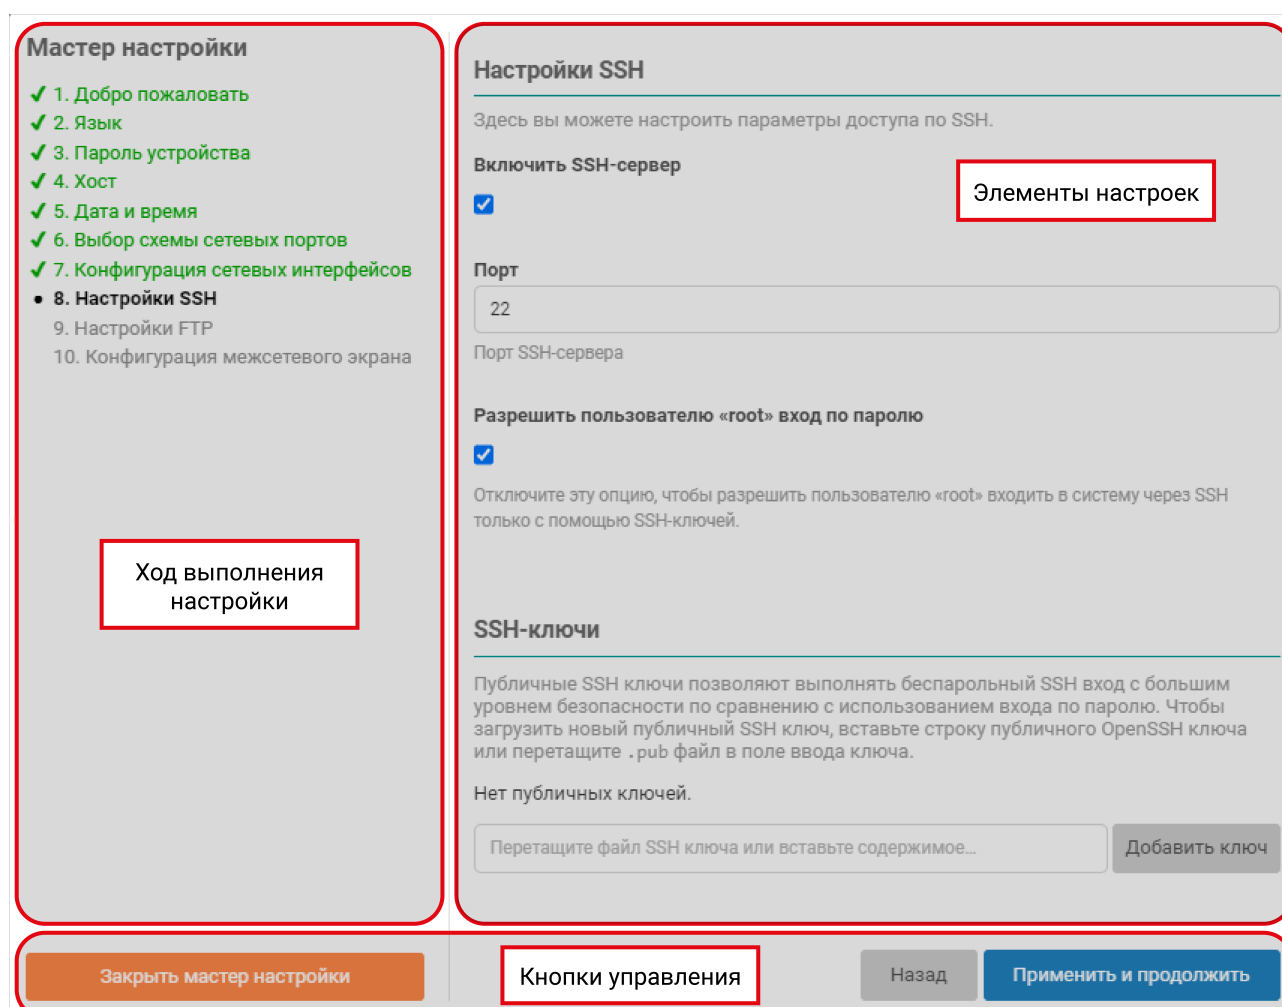 Мастер настройки
✔ 1. Добро пожаловать
✔ 2. Язык
✔ 3. Пароль устройства
✔ 4. Хост
✔ 5. Дата и время
✔ 6. Выбор схемы сетевых портов
✔ 7. Конфигурация сетевых интерфейсов
• 8. Настройки SSH
9. Настройки FTP
10. Конфигурация межсетевого экрана
Ход выполнения
настройки
Настройки SSH
Здесь вы можете настроить параметры доступа по SSH.
Включить SSH-сервер
Элементы настроек
Порт
22
Порт SSH-сервера
Разрешить пользователю «root» вход по паролю
Отключите эту опцию, чтобы разрешить пользователю «root» входить в систему через SSH
только с помощью SSH-ключей.
SSH-ключи
Публичные SSH ключи позволяют выполнять беспарольный SSH вход с большим
уровнем безопасности по сравнению с использованием входа по паролю. Чтобы
загрузить новый публичный SSH ключ, вставьте строку публичного OpenSSH ключа
или перетащите .pub файл в поле ввода ключа.
Нет публичных ключей.
Перетащите файл SSH ключа или вставьте содержимое…
Добавить ключ
Закрыть мастер настройки
Кнопки управления
Назад
Применить и продолжить